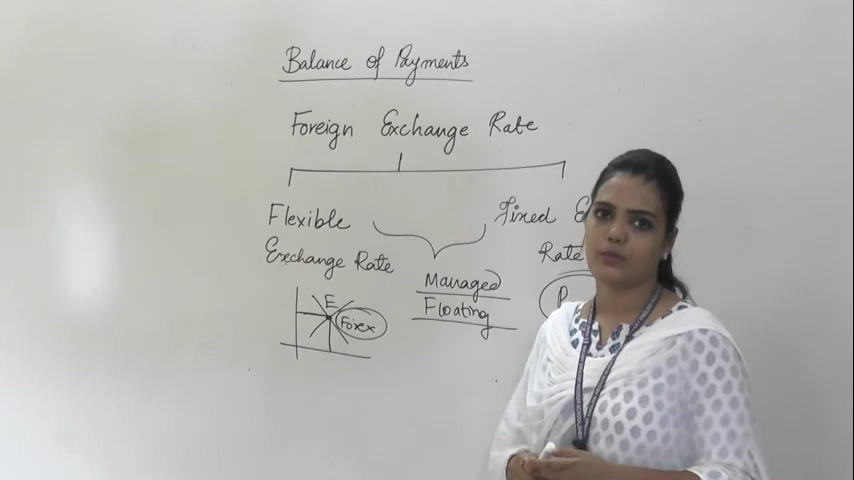 Balance of Payments
Foreign Exchange Rate
Flexible
Exchange Rate
Fixed E
Rate
Managed
Floating
E
Forex